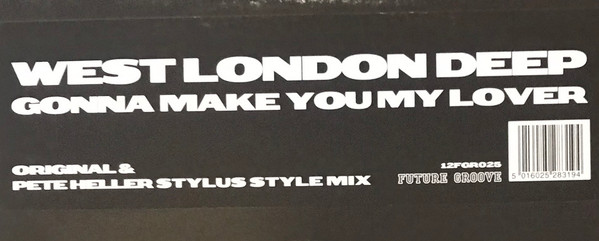 WEST LONDON DEEP
GONNA MAKE YOU MY LOVER
ORIGINAL &
PETE HELLER STYLUS STYLE MIX
12FGR025
FUTURE GROOVE
5 016025 283194